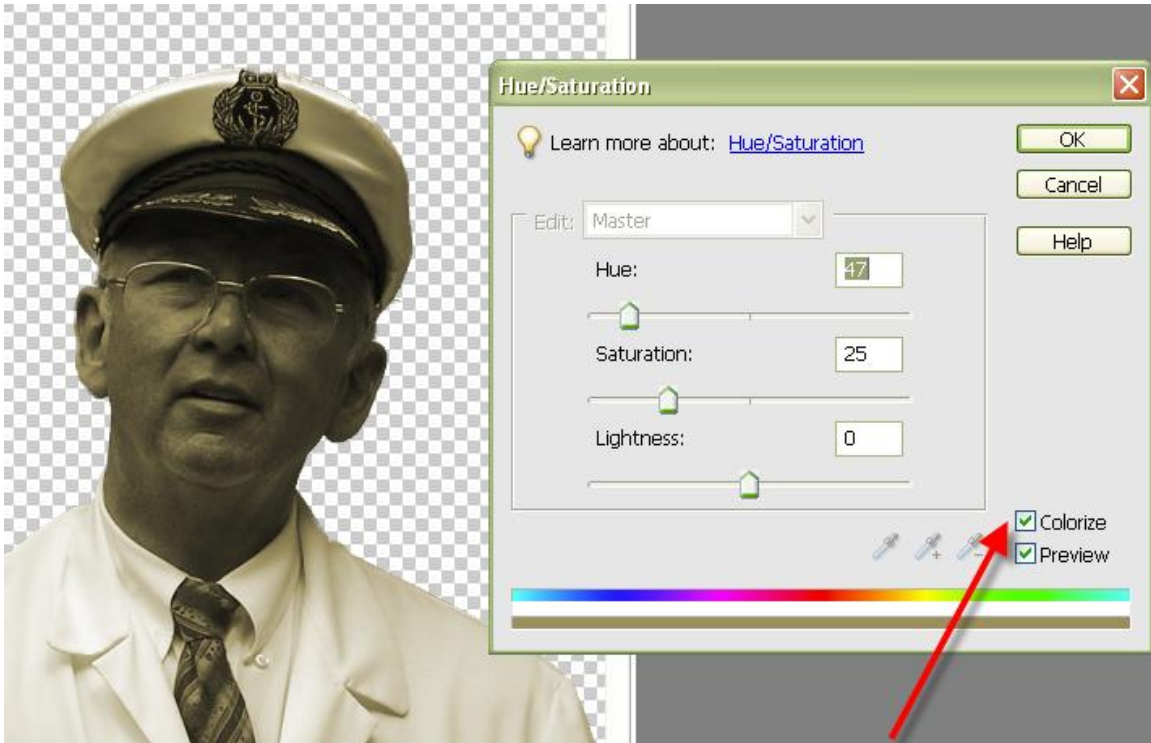 Hue/Saturation
Learn more about: Hue/Saturation
OK
Cancel
Help
Edit: Master
Hue: 47
Saturation: 25
Lightness: 0
Colorize
Preview